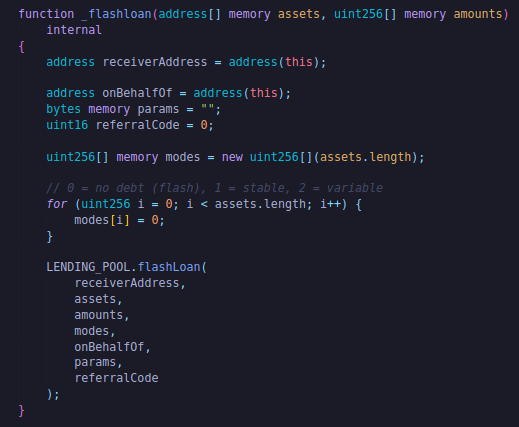 function _flashloan(address[] memory assets, uint256[] memory amounts)
internal
{
address receiverAddress = address(this);
address onBehalfOf = address(this);
bytes memory params = "";
uint16 referralCode = 0;
uint256[] memory modes = new uint256[](assets.length);
// 0 = no debt (flash), 1 = stable, 2 = variable
for (uint256 i = 0; i < assets.length; i++) {
modes[i] = 0;
}
LENDING_POOL.flashLoan(
receiverAddress,
assets,
amounts,
modes,
onBehalfOf,
params,
referralCode
);
}